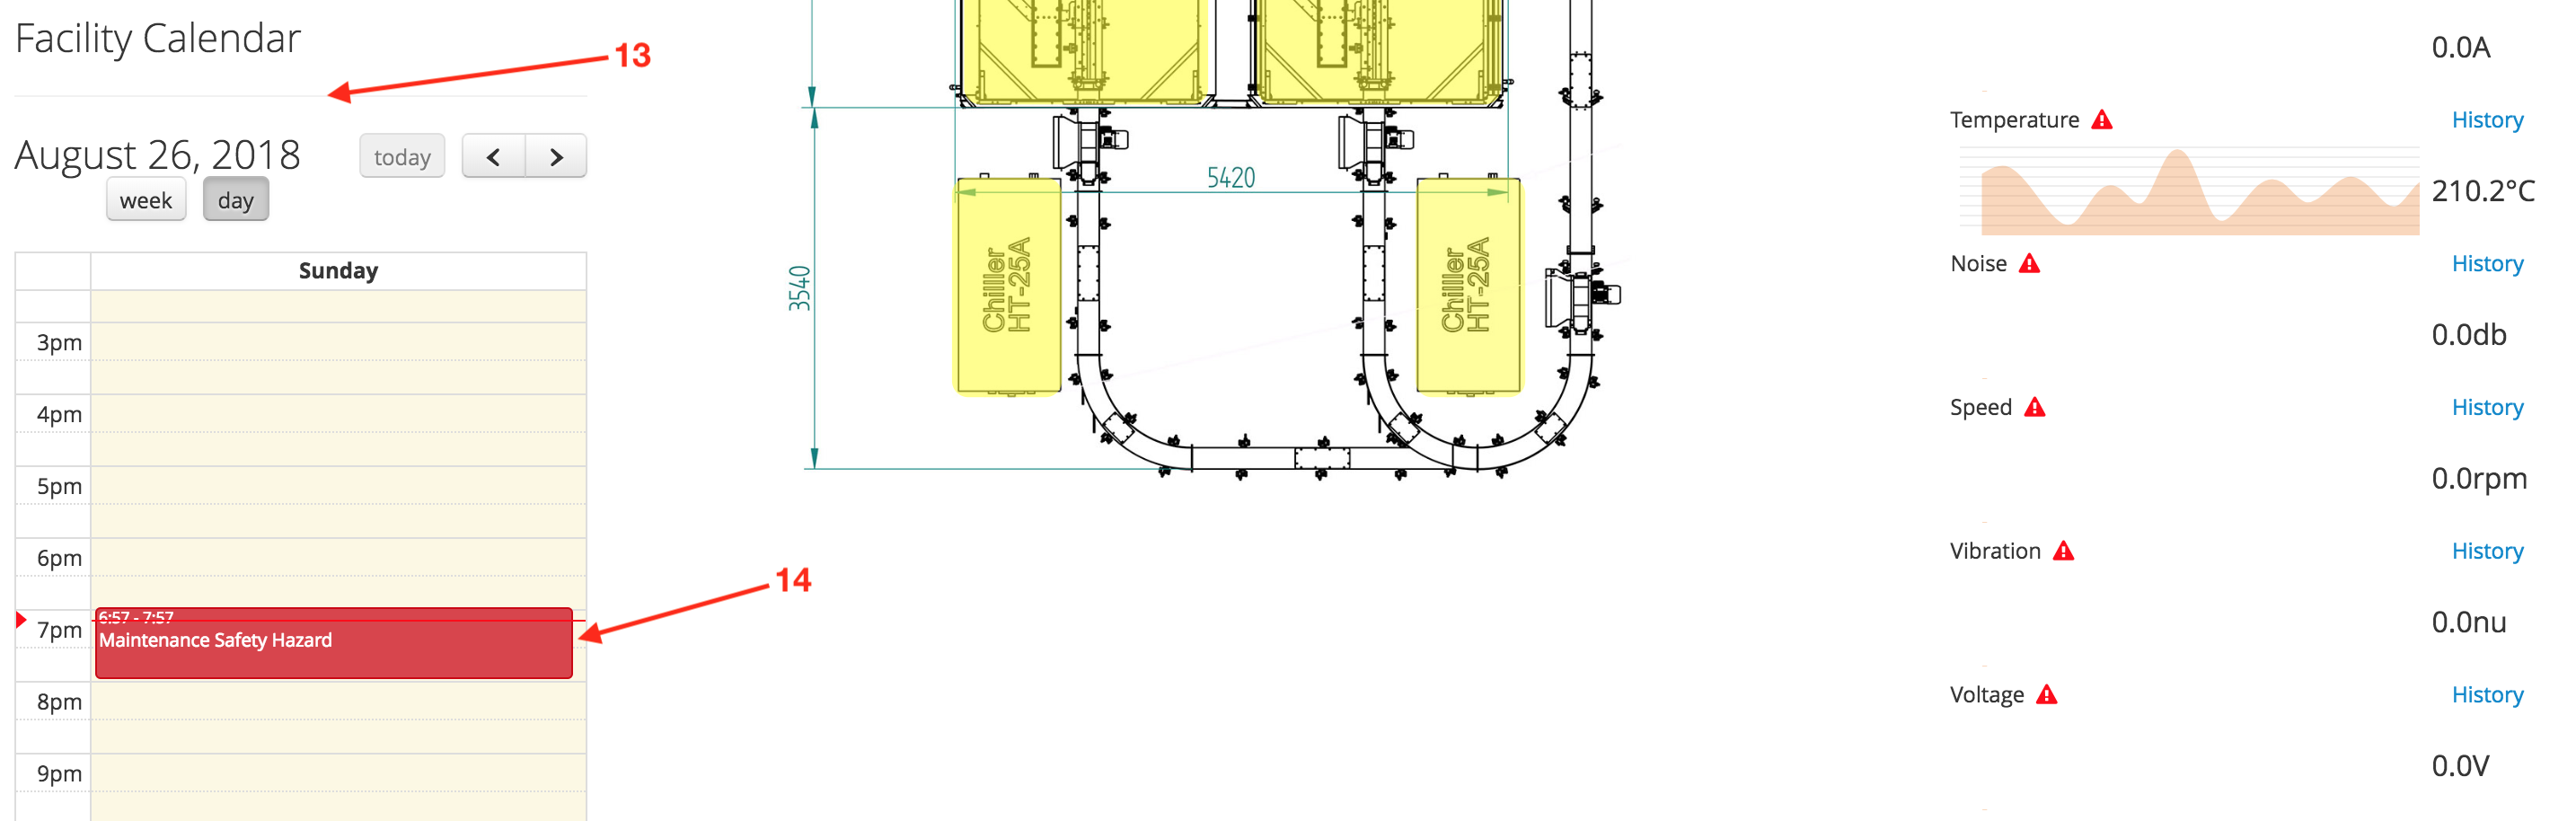 Facility Calendar
13
August 26, 2018
today
week
day
Sunday
3pm
4pm
5pm
6pm
7pm
6:57 - 7:57
Maintenance Safety Hazard
14
8pm
9pm
5420
3540
Chiller
HT-25A
Chiller
HT-25A
0.0A
Temperature
History
210.2°C
Noise
History
0.0db
Speed
History
0.0rpm
Vibration
History
0.0nu
Voltage
History
0.0V